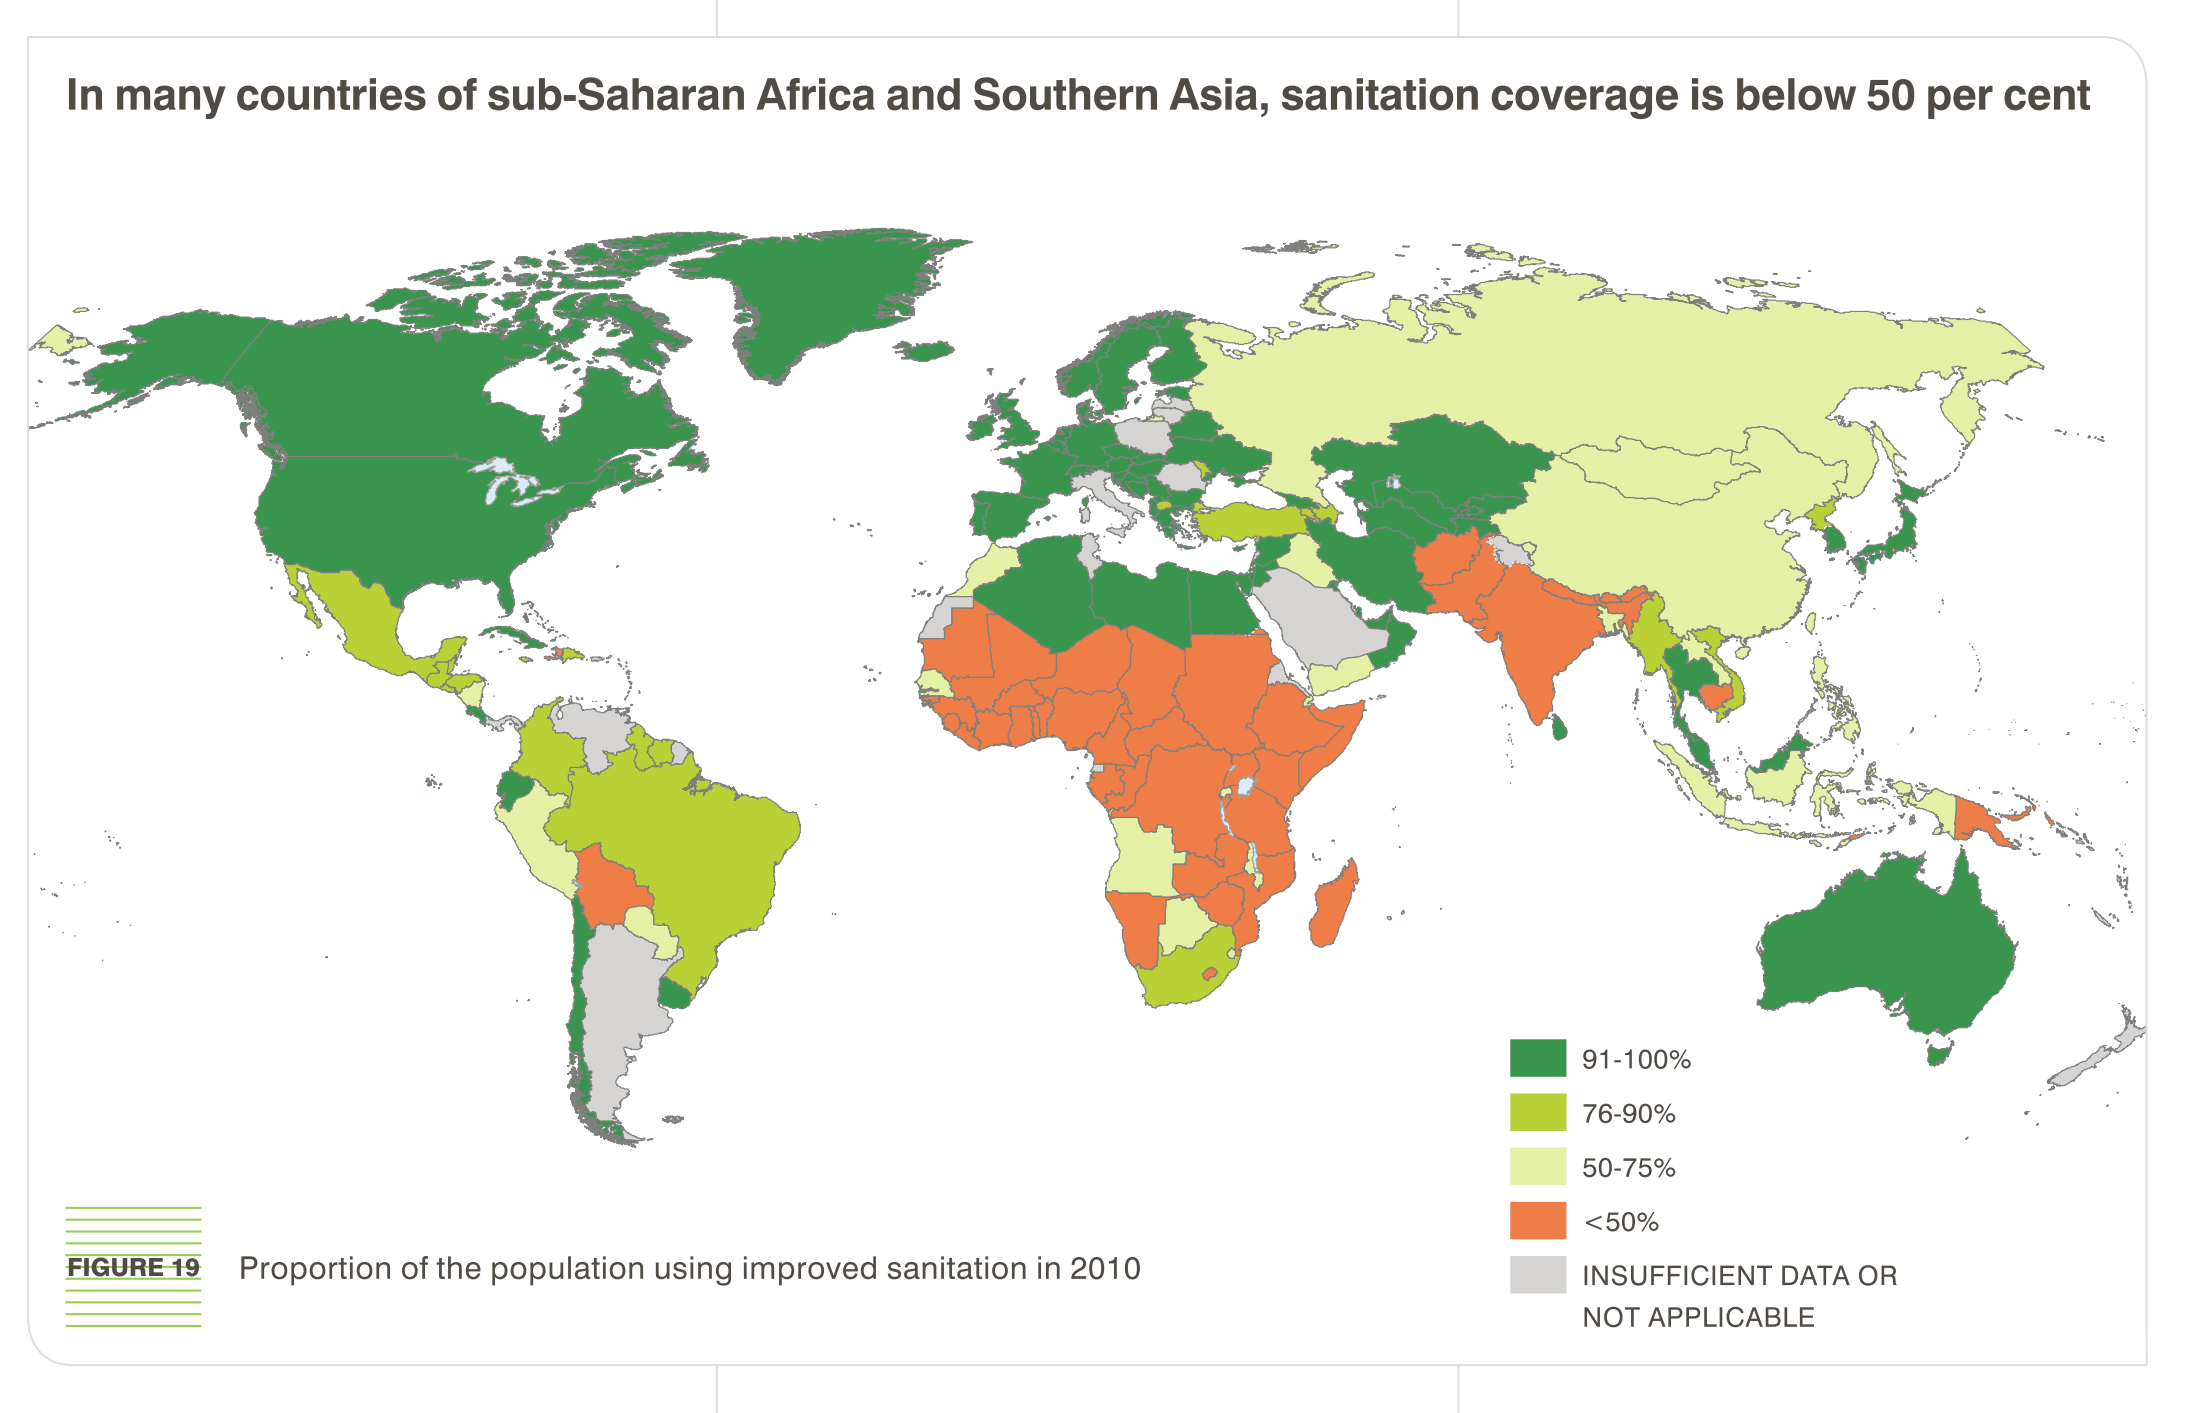 In many countries of sub-Saharan Africa and Southern Asia, sanitation coverage is below 50 per cent
91-100%
76-90%
50-75%
<50%
INSUFFICIENT DATA OR
NOT APPLICABLE
FIGURE 19
Proportion of the population using improved sanitation in 2010